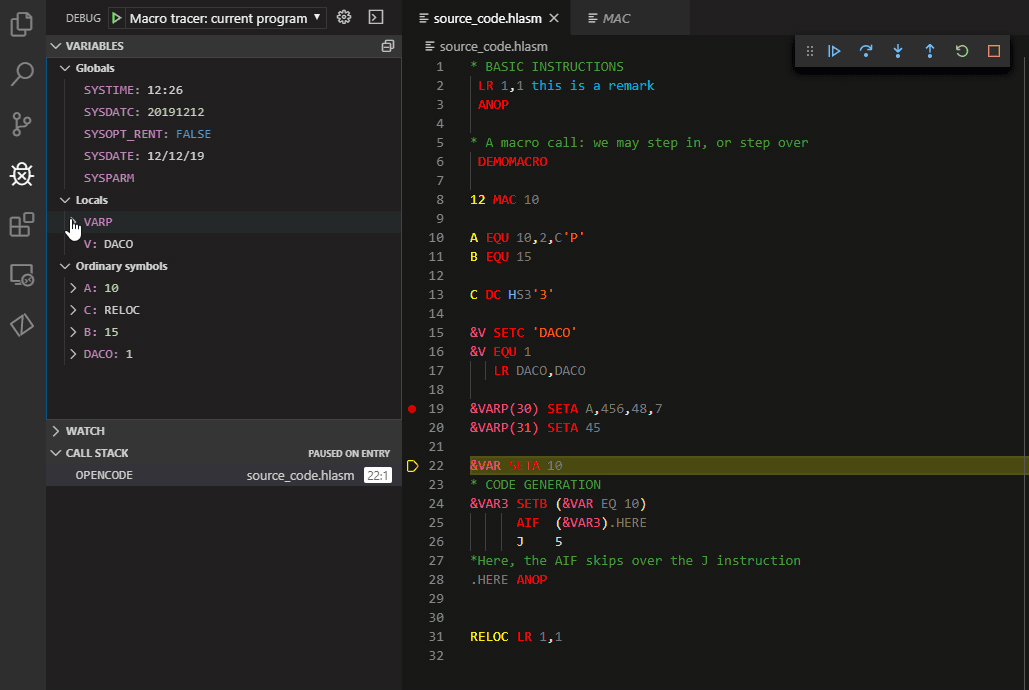 DEBUG Macro tracer: current program
VARIABLES
Globals
SYSTIME: 12:26
SYSDATC: 20191212
SYSOPT_RENT: FALSE
SYSDATE: 12/12/19
SYSPARM
Locals
VARP
V: DACO
Ordinary symbols
A: 10
C: RELOC
B: 15
DACO: 1
WATCH
CALL STACK PAUSED ON ENTRY
OPENCODE source_code.hlasm 22:1
source_code.hlasm MAC
source_code.hlasm
1 * BASIC INSTRUCTIONS
2 LR 1,1 this is a remark
3 ANOP
4
5 * A macro call: we may step in, or step over
6 DEMOMACRO
7
8 12 MAC 10
9
10 A EQU 10,2,C'P'
11 B EQU 15
12
13 C DC HS3'3'
14
15 &V SETC 'DACO'
16 &V EQU 1
17 LR DACO,DACO
18
19 &VARP(30) SETA A,456,48,7
20 &VARP(31) SETA 45
21
22 &VAR SETA 10
23 * CODE GENERATION
24 &VAR3 SETB (&VAR EQ 10)
25 AIF (&VAR3).HERE
26 J 5
27 *Here, the AIF skips over the J instruction
28 .HERE ANOP
29
30
31 RELOC LR 1,1
32